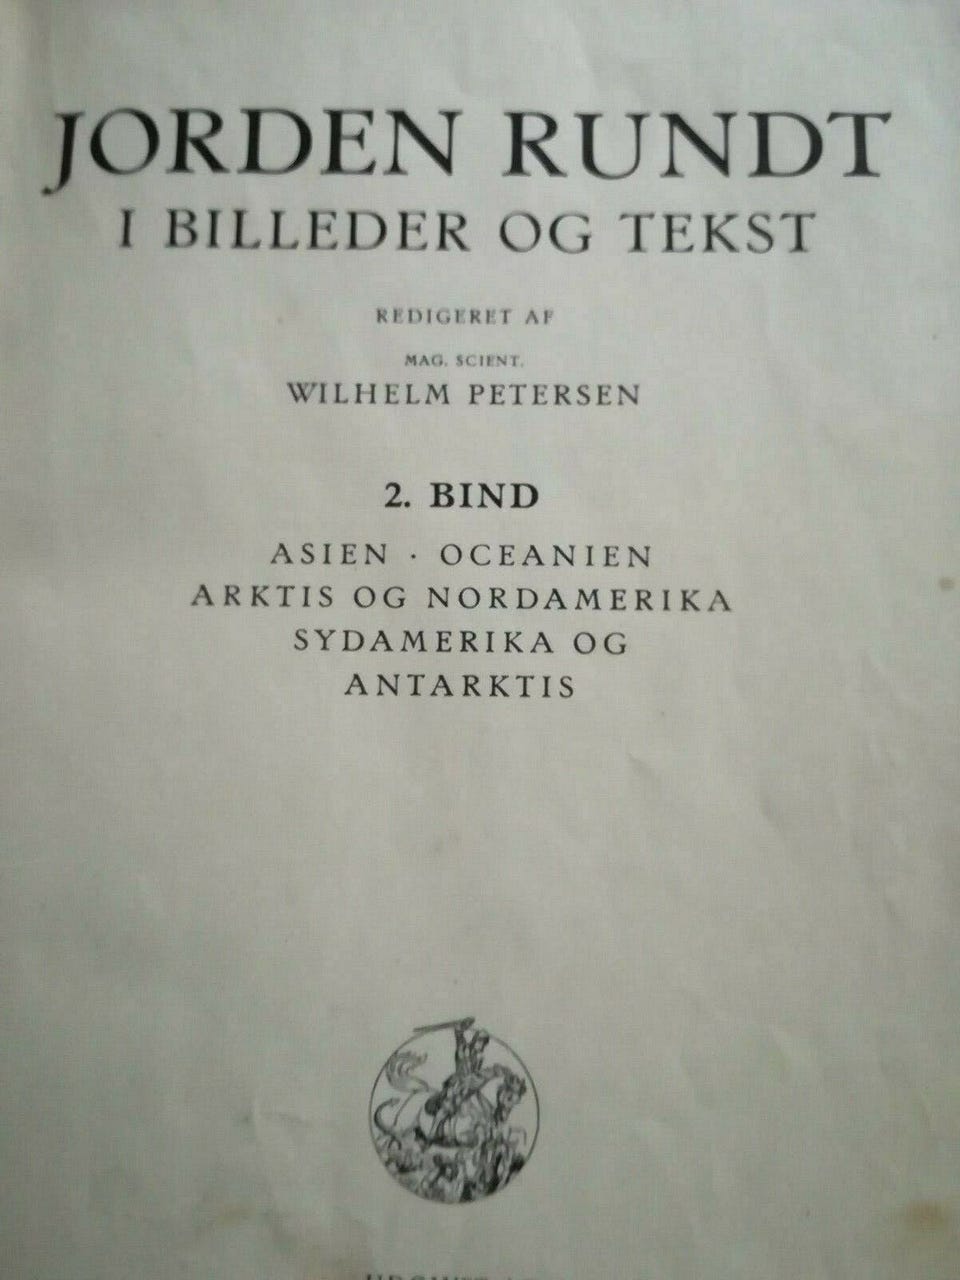 JORDEN RUNDT
I BILLEDER OG TEKST
REDIGERET AF
MAG. SCIENT.
WILHELM PETERSEN
2. BIND
ASIEN · OCEANIEN
ARKTIS OG NORDAMERIKA
SYDAMERIKA OG
ANTARKTIS